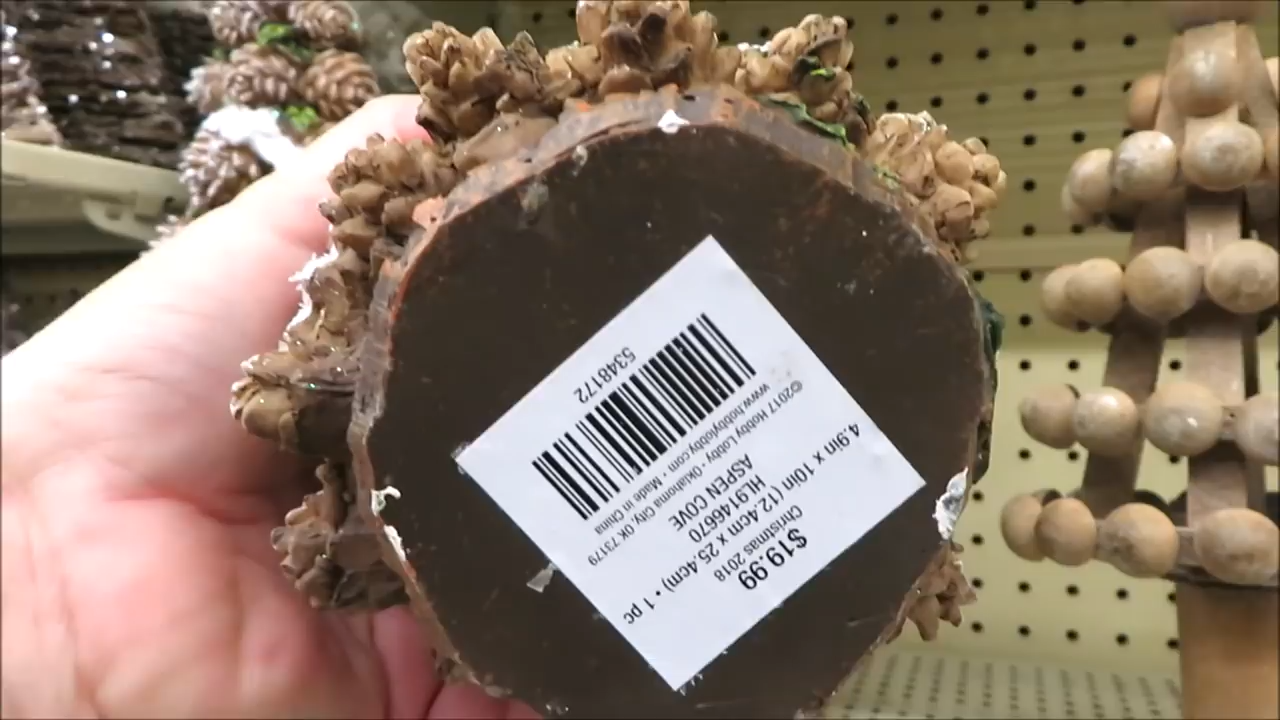 $19.99
Christmas 2018
4.9in x 10in (12.4cm x 25.4cm) • 1 pc
HL9146670
ASPEN COVE
©2017 Hobby Lobby - Oklahoma City, OK 73179
www.hobbylobby.com • Made in China
5348172